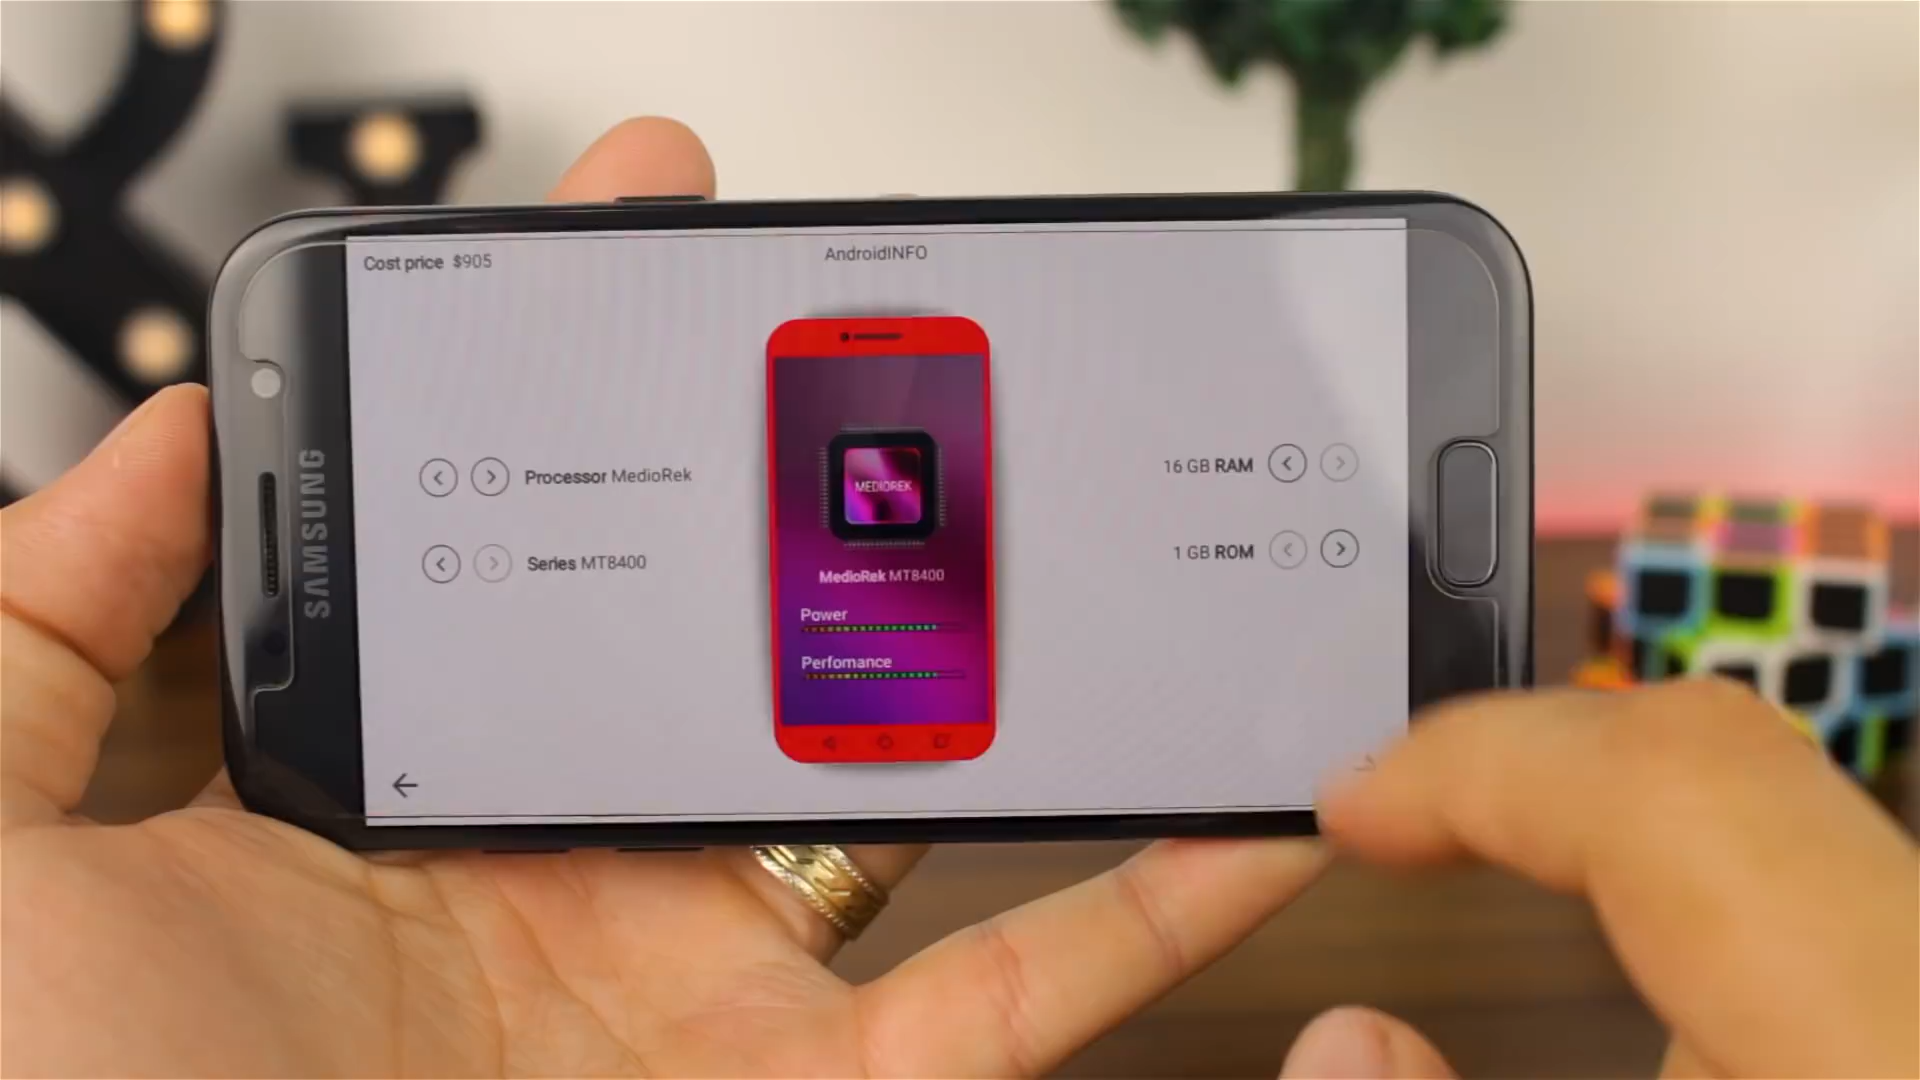 Cost price $905
AndroidINFO
SAMSUNG
Processor MedioRek
Series MT8400
MEDIOREK
MedioRek MT8400
Power
Perfomance
16 GB RAM
1 GB ROM